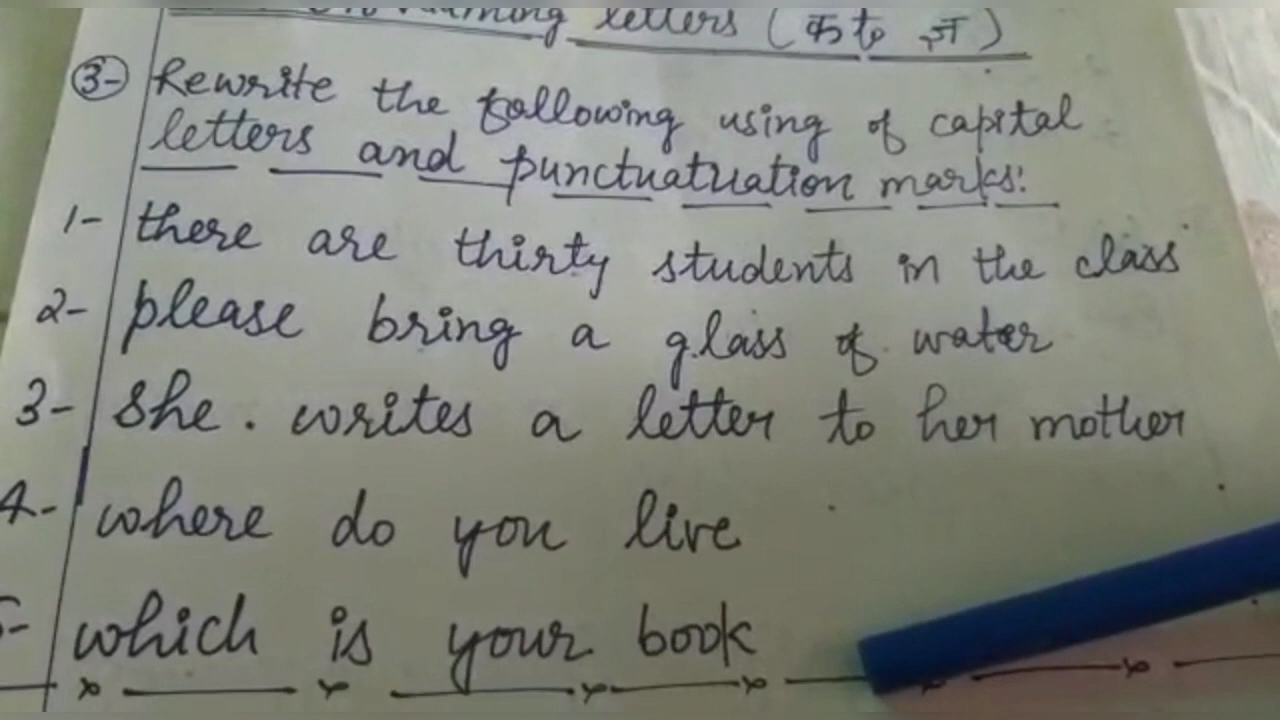 letters (क to ज्ञ)
3- Rewrite the following using of capital
letters and punctuatuation marks:
1- there are thirty students in the class
2- please bring a glass of water
3- She . writes a letter to her mother
4- where do you live
5- which is your book